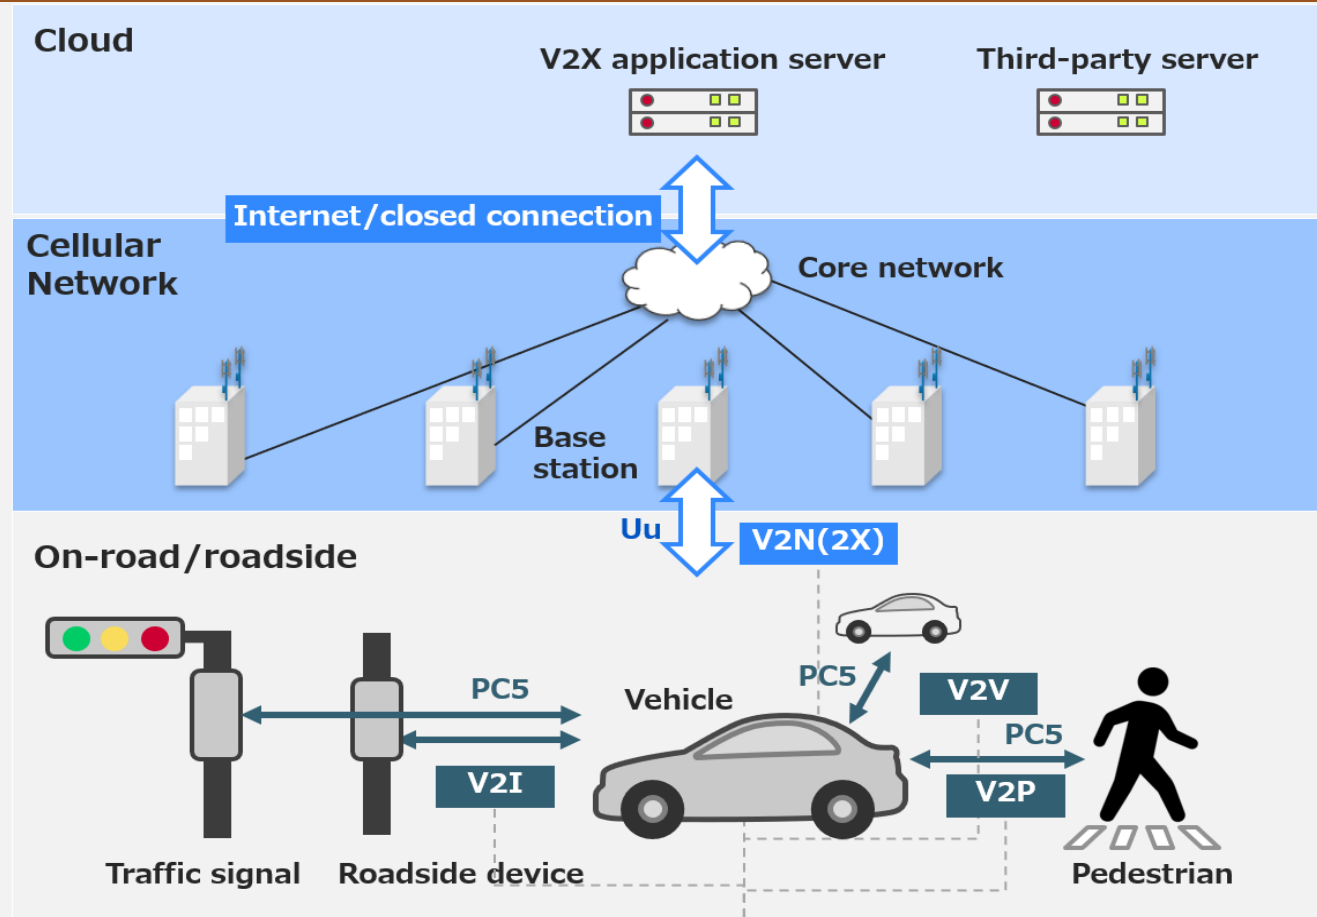 Cloud
V2X application server
Third-party server
Internet/closed connection
Cellular
Network
Core network
Base
station
Uu
V2N(2X)
On-road/roadside
PC5
V2V
PC5
Vehicle
PC5
V2I
V2P
Traffic signal
Roadside device
Pedestrian